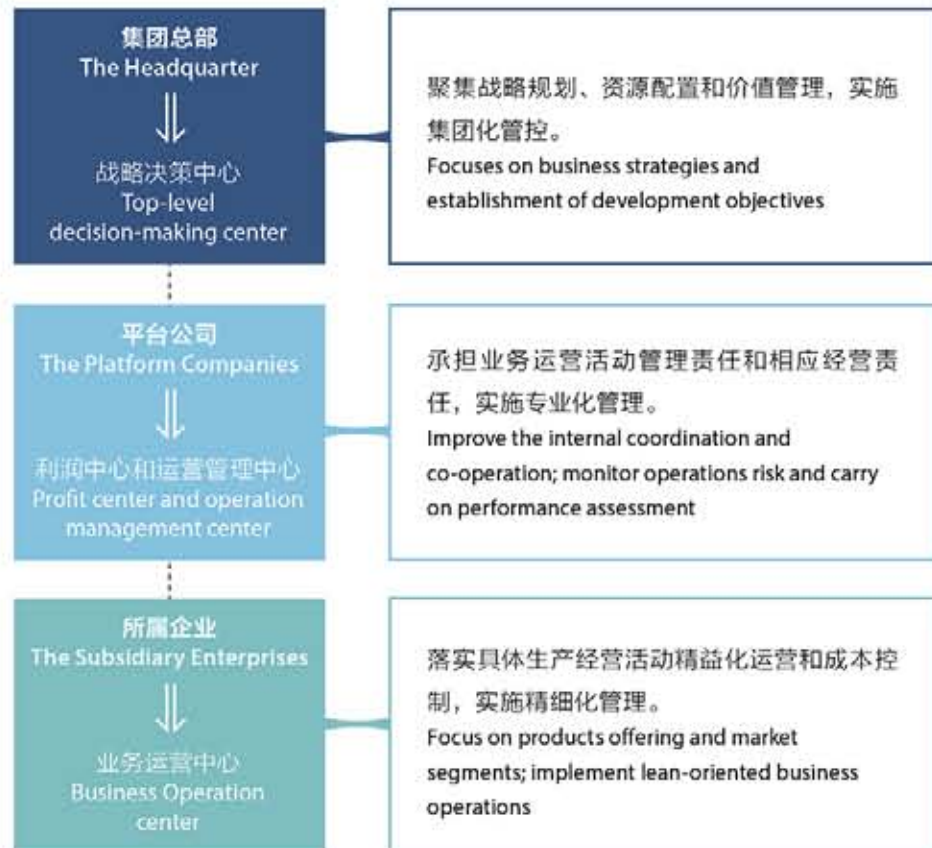 集团总部
The Headquarter
战略决策中心
Top-level
decision-making center
聚集战略规划、资源配置和价值管理，实施
集团化管控。
Focuses on business strategies and
establishment of development objectives
平台公司
The Platform Companies
利润中心和运营管理中心
Profit center and operation
management center
承担业务运营活动管理责任和相应经营责
任，实施专业化管理。
Improve the internal coordination and
co-operation; monitor operations risk and carry
on performance assessment
所属企业
The Subsidiary Enterprises
业务运营中心
Business Operation
center
落实具体生产经营活动精益化运营和成本控
制，实施精细化管理。
Focus on products offering and market
segments; implement lean-oriented business
operations